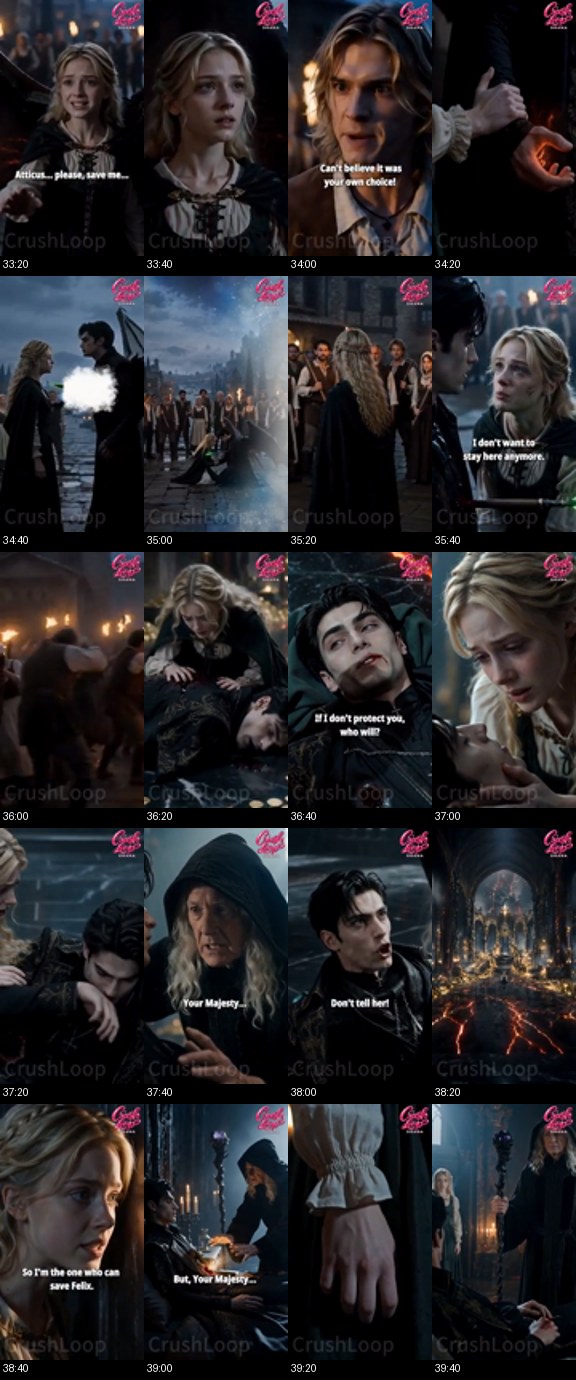 Crush Loop
Crush Loop
Crush Loop
Crush Loop
Atticus... please, save me...
Can't believe it was
your own choice!
CrushLoop
CrushLoop
CrushLoop
CrushLoop
33:20
33:40
34:00
34:20
Crush Loop
Crush Loop
Crush Loop
Crush Loop
I don't want to
stay here anymore.
CrushLoop
CrushLoop
CrushLoop
CrushLoop
34:40
35:00
35:20
35:40
Crush Loop
Crush Loop
Crush Loop
Crush Loop
If I don't protect you,
who will?
CrushLoop
CrushLoop
CrushLoop
CrushLoop
36:00
36:20
36:40
37:00
Crush Loop
Crush Loop
Crush Loop
Crush Loop
Your Majesty...
Don't tell her!
CrushLoop
CrushLoop
CrushLoop
CrushLoop
37:20
37:40
38:00
38:20
Crush Loop
Crush Loop
Crush Loop
Crush Loop
So I'm the one who can
save Felix.
But, Your Majesty...
CrushLoop
CrushLoop
CrushLoop
CrushLoop
38:40
39:00
39:20
39:40